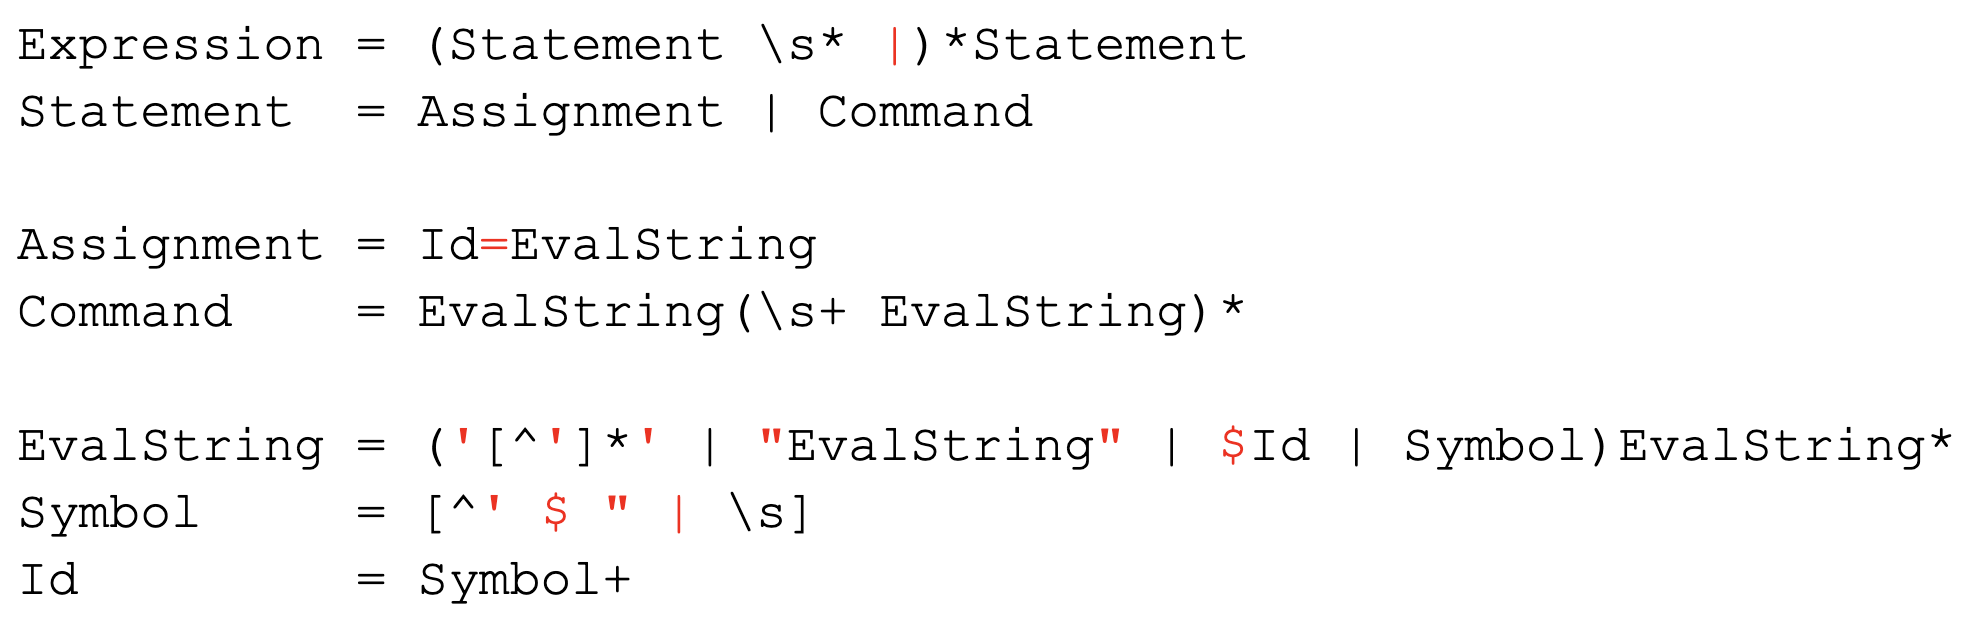 Expression = (Statement \s* |)*Statement
Statement  = Assignment | Command
Assignment = Id=EvalString
Command    = EvalString(\s+ EvalString)*
EvalString = ('[^']*' | "EvalString" | $Id | Symbol)EvalString*
Symbol     = [^' $ " | \s]
Id         = Symbol+